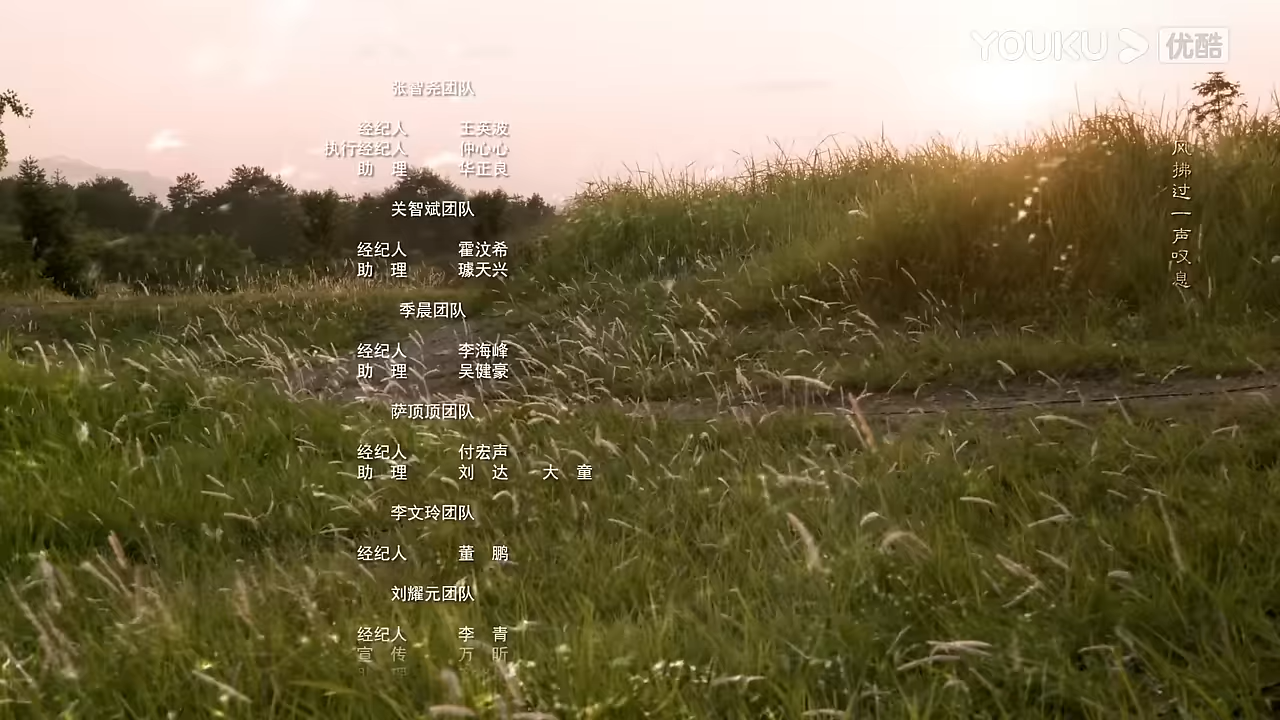 YOUKU 优酷
张智尧团队
经纪人 王英波
执行经纪人 仲心心
助 理 华正良
关智斌团队
经纪人 霍汶希
助 理 璩天兴
季晨团队
经纪人 李海峰
助 理 吴健豪
萨顶顶团队
经纪人 付宏声
助 理 刘 达 大 童
李文玲团队
经纪人 董 鹏
刘耀元团队
经纪人 李 青
宣 传 万 昕
风拂过一声叹息